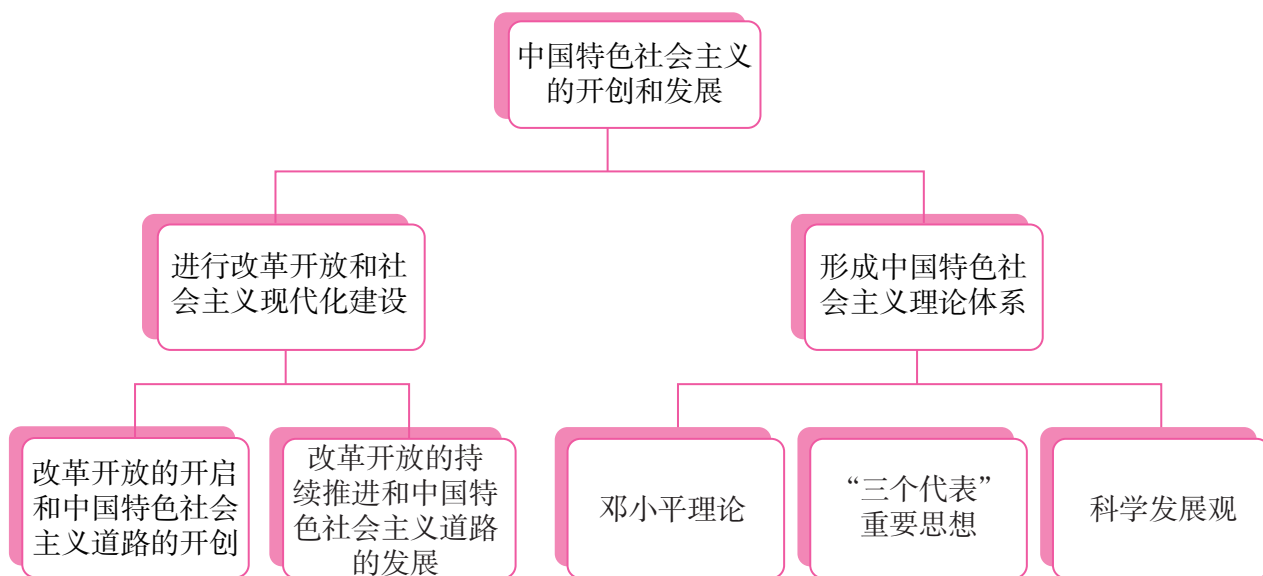 中国特色社会主义
的开创和发展
进行改革开放和社
会主义现代化建设
形成中国特色社
会主义理论体系
改革开放的开启
和中国特色社会
主义道路的开创
改革开放的持
续推进和中国特
色社会主义道路
的发展
邓小平理论
“三个代表”
重要思想
科学发展观